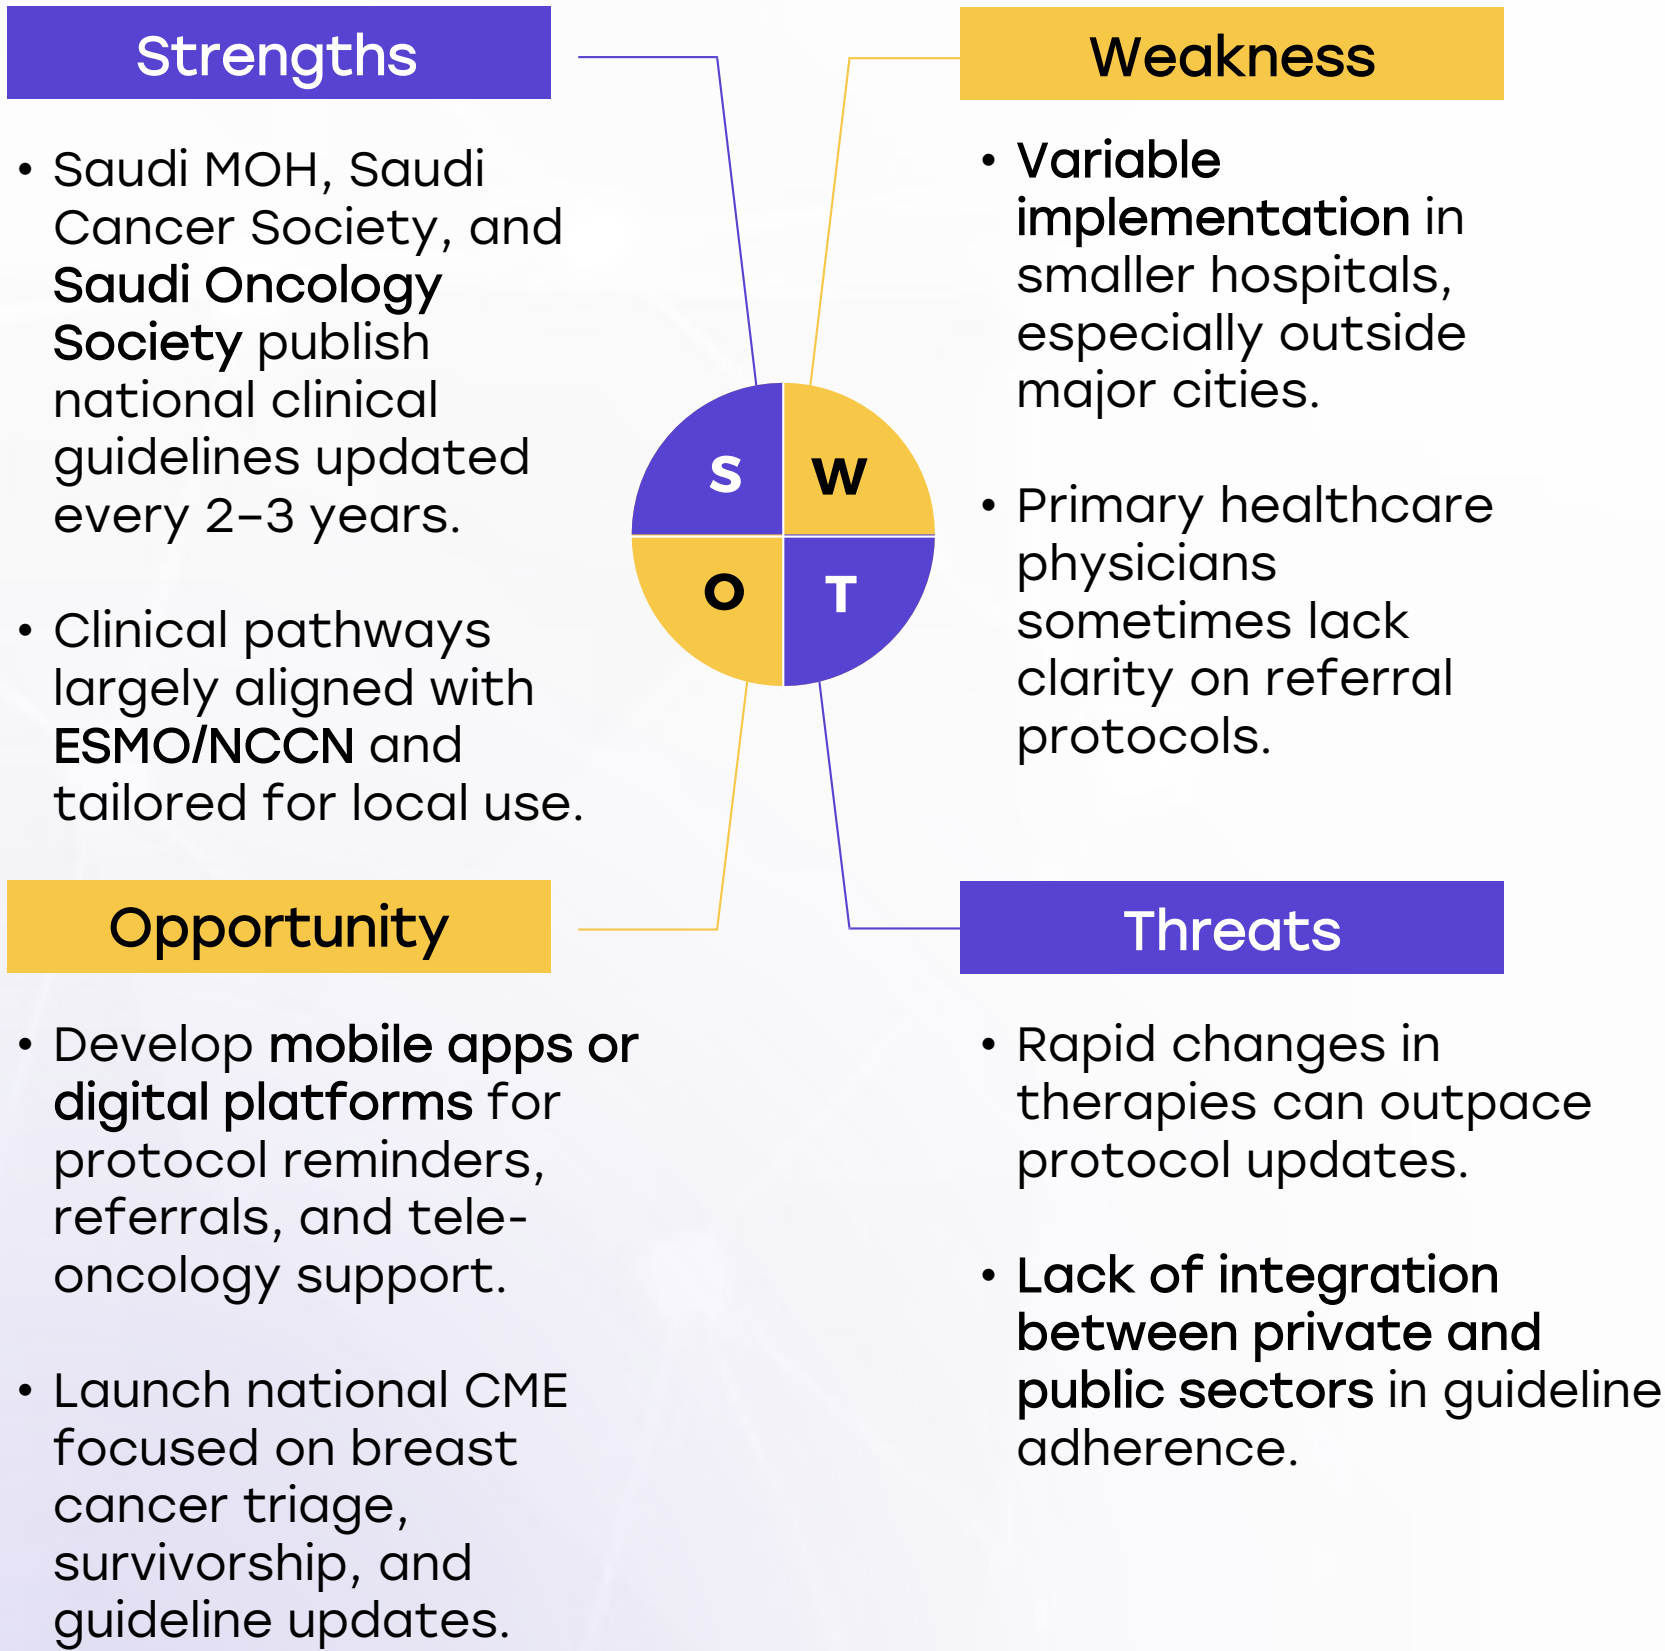 Strengths
• Saudi MOH, Saudi
Cancer Society, and
Saudi Oncology
Society publish
national clinical
guidelines updated
every 2–3 years.
• Clinical pathways
largely aligned with
ESMO/NCCN and
tailored for local use.
Weakness
• Variable
implementation in
smaller hospitals,
especially outside
major cities.
• Primary healthcare
physicians
sometimes lack
clarity on referral
protocols.
S
W
O
T
Opportunity
• Develop mobile apps or
digital platforms for
protocol reminders,
referrals, and tele-
oncology support.
• Launch national CME
focused on breast
cancer triage,
survivorship, and
guideline updates.
Threats
• Rapid changes in
therapies can outpace
protocol updates.
• Lack of integration
between private and
public sectors in guideline
adherence.